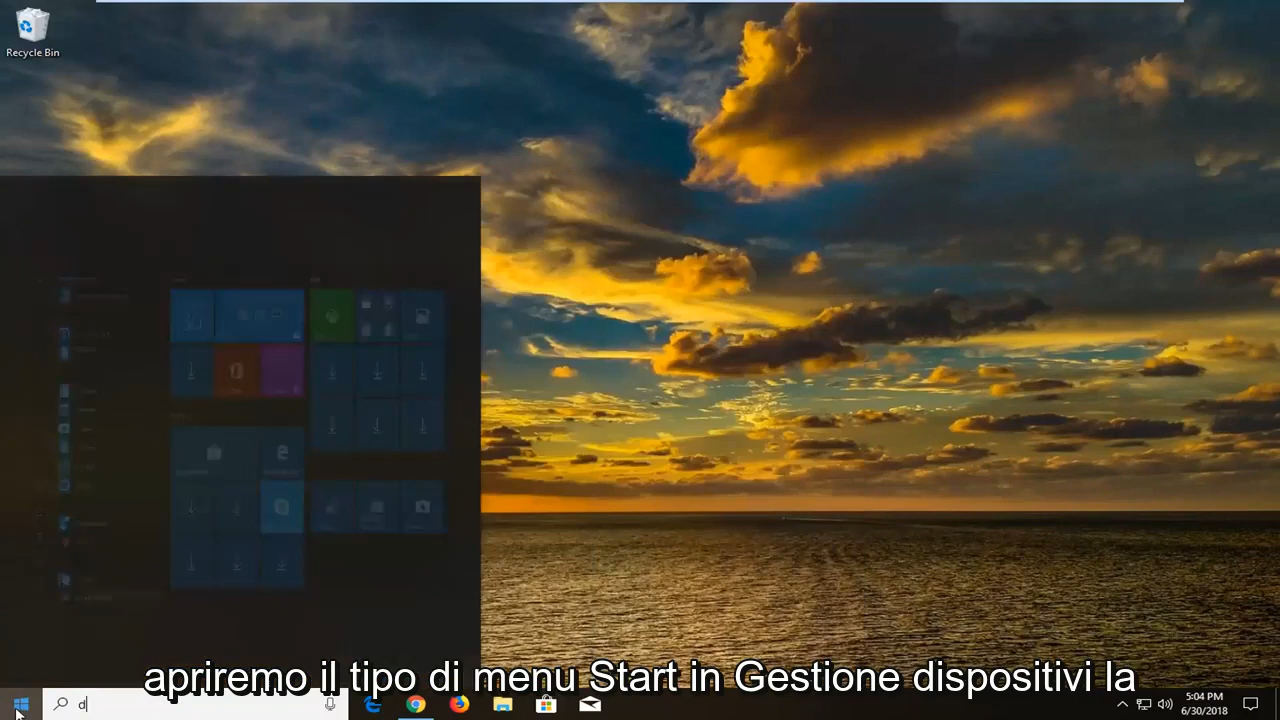 Recycle Bin
apriremo il tipo di menu Start in Gestione dispositivi la
d
5:04 PM
6/30/2018